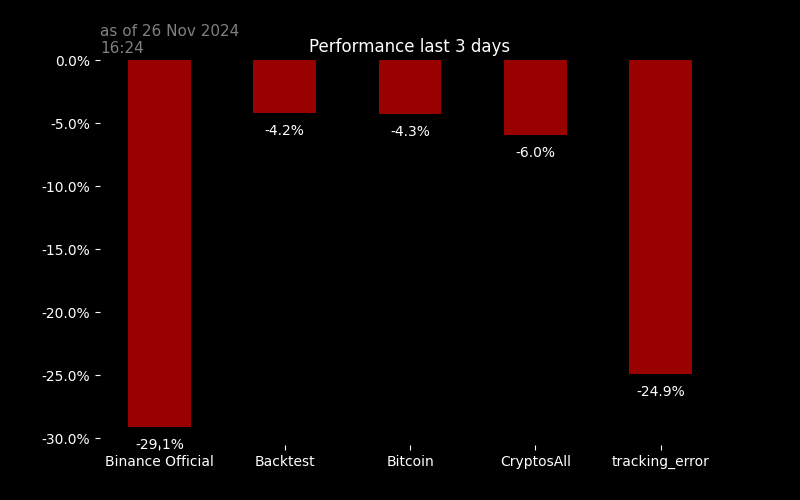 as of 26 Nov 2024
16:24
Performance last 3 days
0.0%
-5.0%
-10.0%
-15.0%
-20.0%
-25.0%
-30.0%
-29.1%
-4.2%
-4.3%
-6.0%
-24.9%
Binance Official
Backtest
Bitcoin
CryptosAll
tracking_error